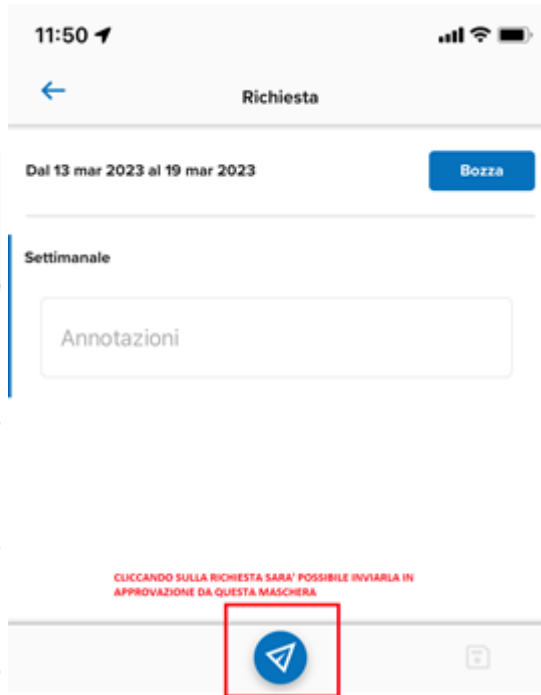 11:50
Richiesta
Dal 13 mar 2023 al 19 mar 2023
Bozza
Settimanale
Annotazioni
CLICCANDO SULLA RICHIESTA SARA' POSSIBILE INVIARLA IN
APPROVAZIONE DA QUESTA MASCHERA